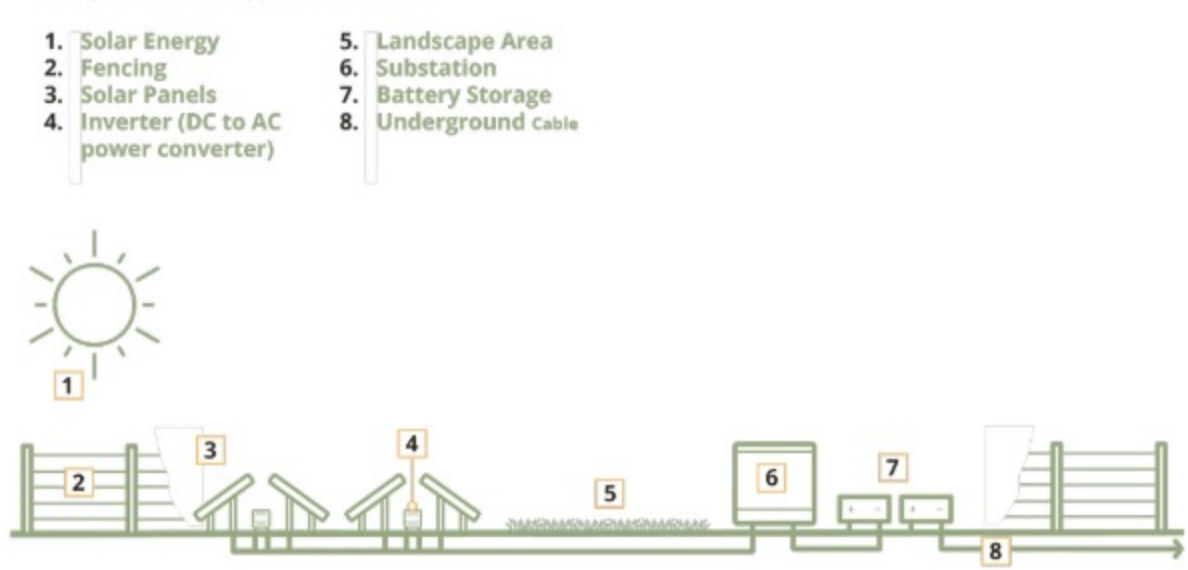 1. Solar Energy
2. Fencing
3. Solar Panels
4. Inverter (DC to AC
power converter)
5. Landscape Area
6. Substation
7. Battery Storage
8. Underground Cable
1
2
3
4
5
6
7
8